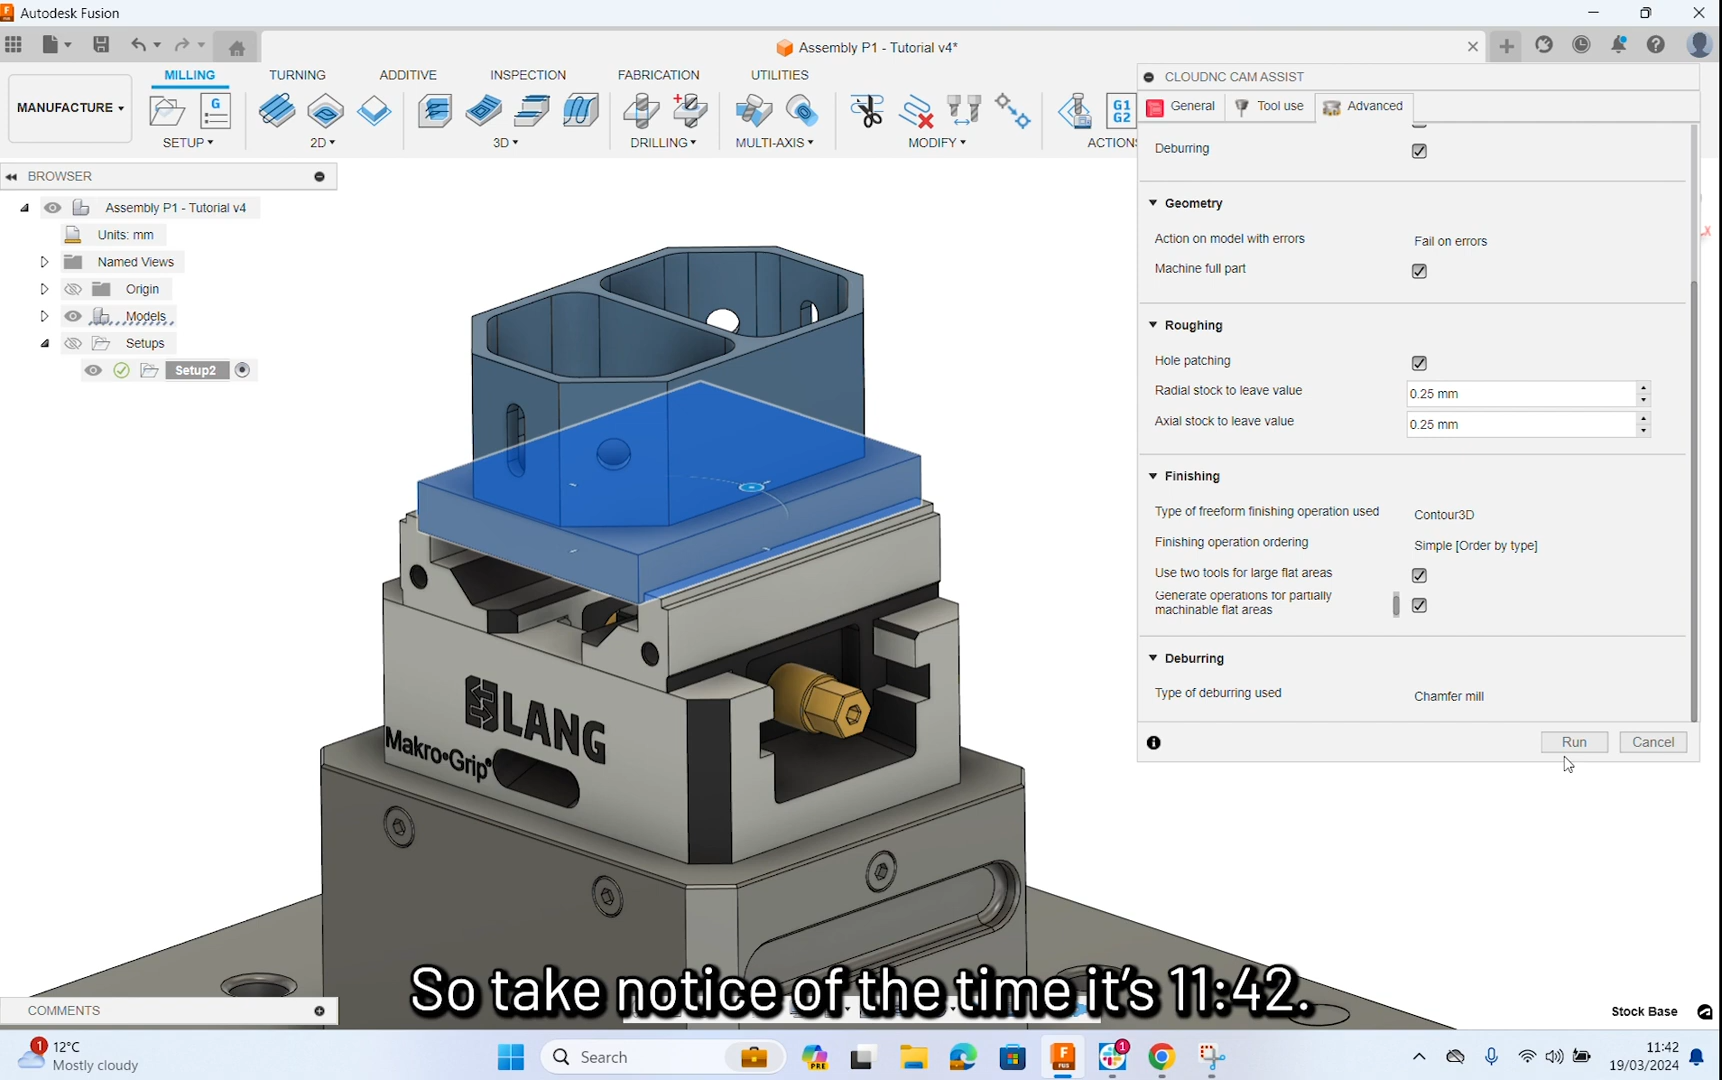 Autodesk Fusion
Assembly P1 - Tutorial v4*
MANUFACTURE
MILLING
TURNING
ADDITIVE
INSPECTION
FABRICATION
UTILITIES
G
G1
G2
SETUP
2D
3D
DRILLING
MULTI-AXIS
MODIFY
ACTIONS
BROWSER
Assembly P1 - Tutorial v4
Units: mm
Named Views
Origin
Models
Setups
Setup2
CLOUDNC CAM ASSIST
General
Tool use
Advanced
Deburring
Geometry
Action on model with errors
Fail on errors
Machine full part
Roughing
Hole patching
Radial stock to leave value
0.25 mm
Axial stock to leave value
0.25 mm
Finishing
Type of freeform finishing operation used
Contour3D
Finishing operation ordering
Simple [Order by type]
Use two tools for large flat areas
Generate operations for partially
machinable flat areas
Deburring
Type of deburring used
Chamfer mill
Run
Cancel
LANG
Makro•Grip®
So take notice of the time it's 11:42.
COMMENTS
Stock Base
1
12°C
Mostly cloudy
Search
PRE
F
FUS
1
11:42
19/03/2024